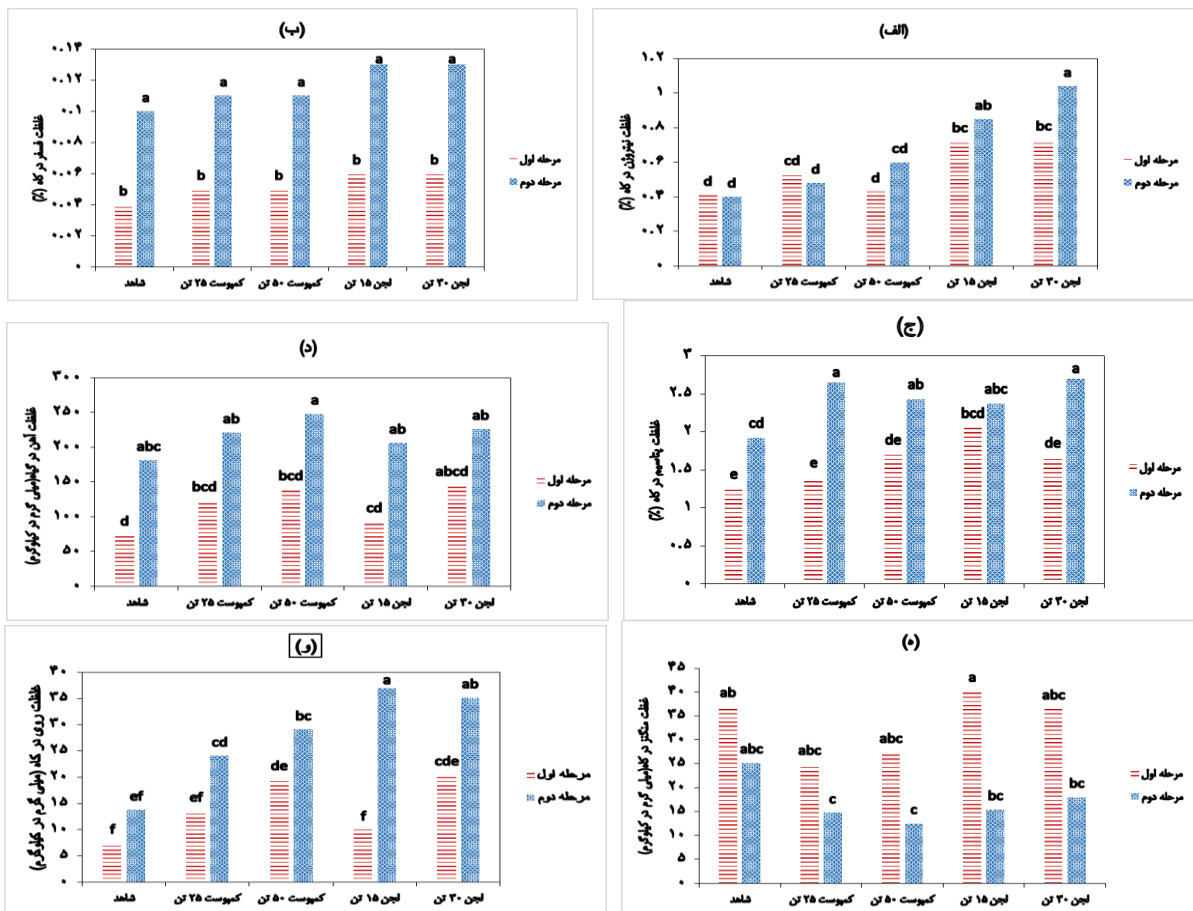 (الف)
غلظت نیتروژن در کاه (٪)
۱.۲
۱
۰.۸
۰.۶
۰.۴
۰.۲
۰
d d cd d d cd bc ab bc a
شاهد کمپوست ۲۵ تن کمپوست ۵۰ تن لجن ۱۵ تن لجن ۳۰ تن
مرحله اول
مرحله دوم
(ب)
غلظت فسفر در کاه (٪)
۰.۱۴
۰.۱۲
۰.۱
۰.۰۸
۰.۰۶
۰.۰۴
۰.۰۲
۰
b a b a b a b a b a
شاهد کمپوست ۲۵ تن کمپوست ۵۰ تن لجن ۱۵ تن لجن ۳۰ تن
مرحله اول
مرحله دوم
(ج)
غلظت پتاسیم در کاه (٪)
۳
۲.۵
۲
۱.۵
۱
۰.۵
۰
e cd e a de ab bcd abc de a
شاهد کمپوست ۲۵ تن کمپوست ۵۰ تن لجن ۱۵ تن لجن ۳۰ تن
مرحله اول
مرحله دوم
(د)
غلظت آهن در گیاه(میلی گرم در کیلوگرم)
۳۰۰
۲۵۰
۲۰۰
۱۵۰
۱۰۰
۵۰
۰
d abc bcd ab bcd a cd ab abcd ab
شاهد کمپوست ۲۵ تن کمپوست ۵۰ تن لجن ۱۵ تن لجن ۳۰ تن
مرحله اول
مرحله دوم
(ه)
غلظت منگنز در کاه(میلی گرم در کیلوگرم)
۴۵
۴۰
۳۵
۳۰
۲۵
۲۰
۱۵
۱۰
۵
۰
ab abc abc c abc c a bc abc bc
شاهد کمپوست ۲۵ تن کمپوست ۵۰ تن لجن ۱۵ تن لجن ۳۰ تن
مرحله اول
مرحله دوم
(و)
غلظت روی در کاه (میلی گرم در کیلوگرم)
۴۰
۳۵
۳۰
۲۵
۲۰
۱۵
۱۰
۵
۰
f ef ef cd de bc f a cde ab
شاهد کمپوست ۲۵ تن کمپوست ۵۰ تن لجن ۱۵ تن لجن ۳۰ تن
مرحله اول
مرحله دوم